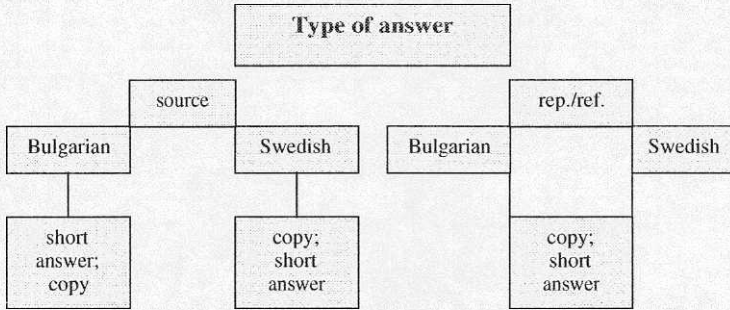 Type of answer
source
rep./ref.
Bulgarian
Swedish
Bulgarian
Swedish
short
answer;
copy
copy;
short
answer
copy;
short
answer